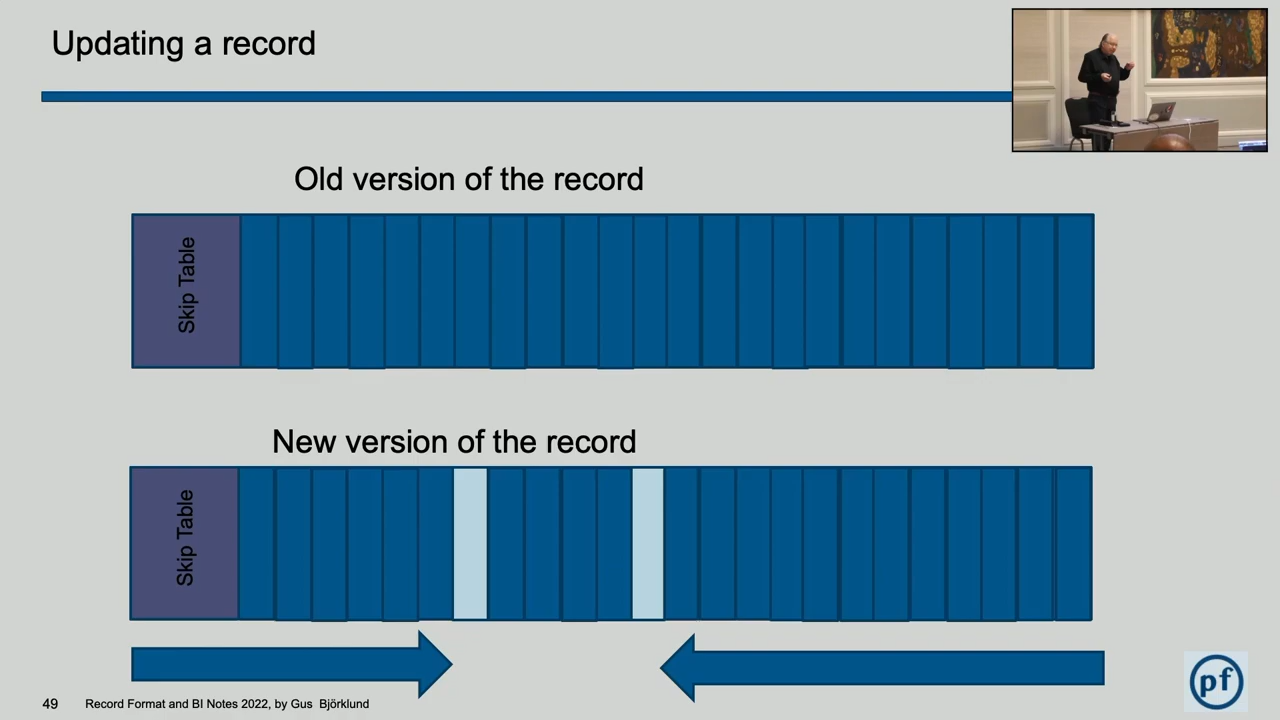 Updating a record
Old version of the record
Skip Table
New version of the record
Skip Table
49 Record Format and BI Notes 2022, by Gus Björklund
pf